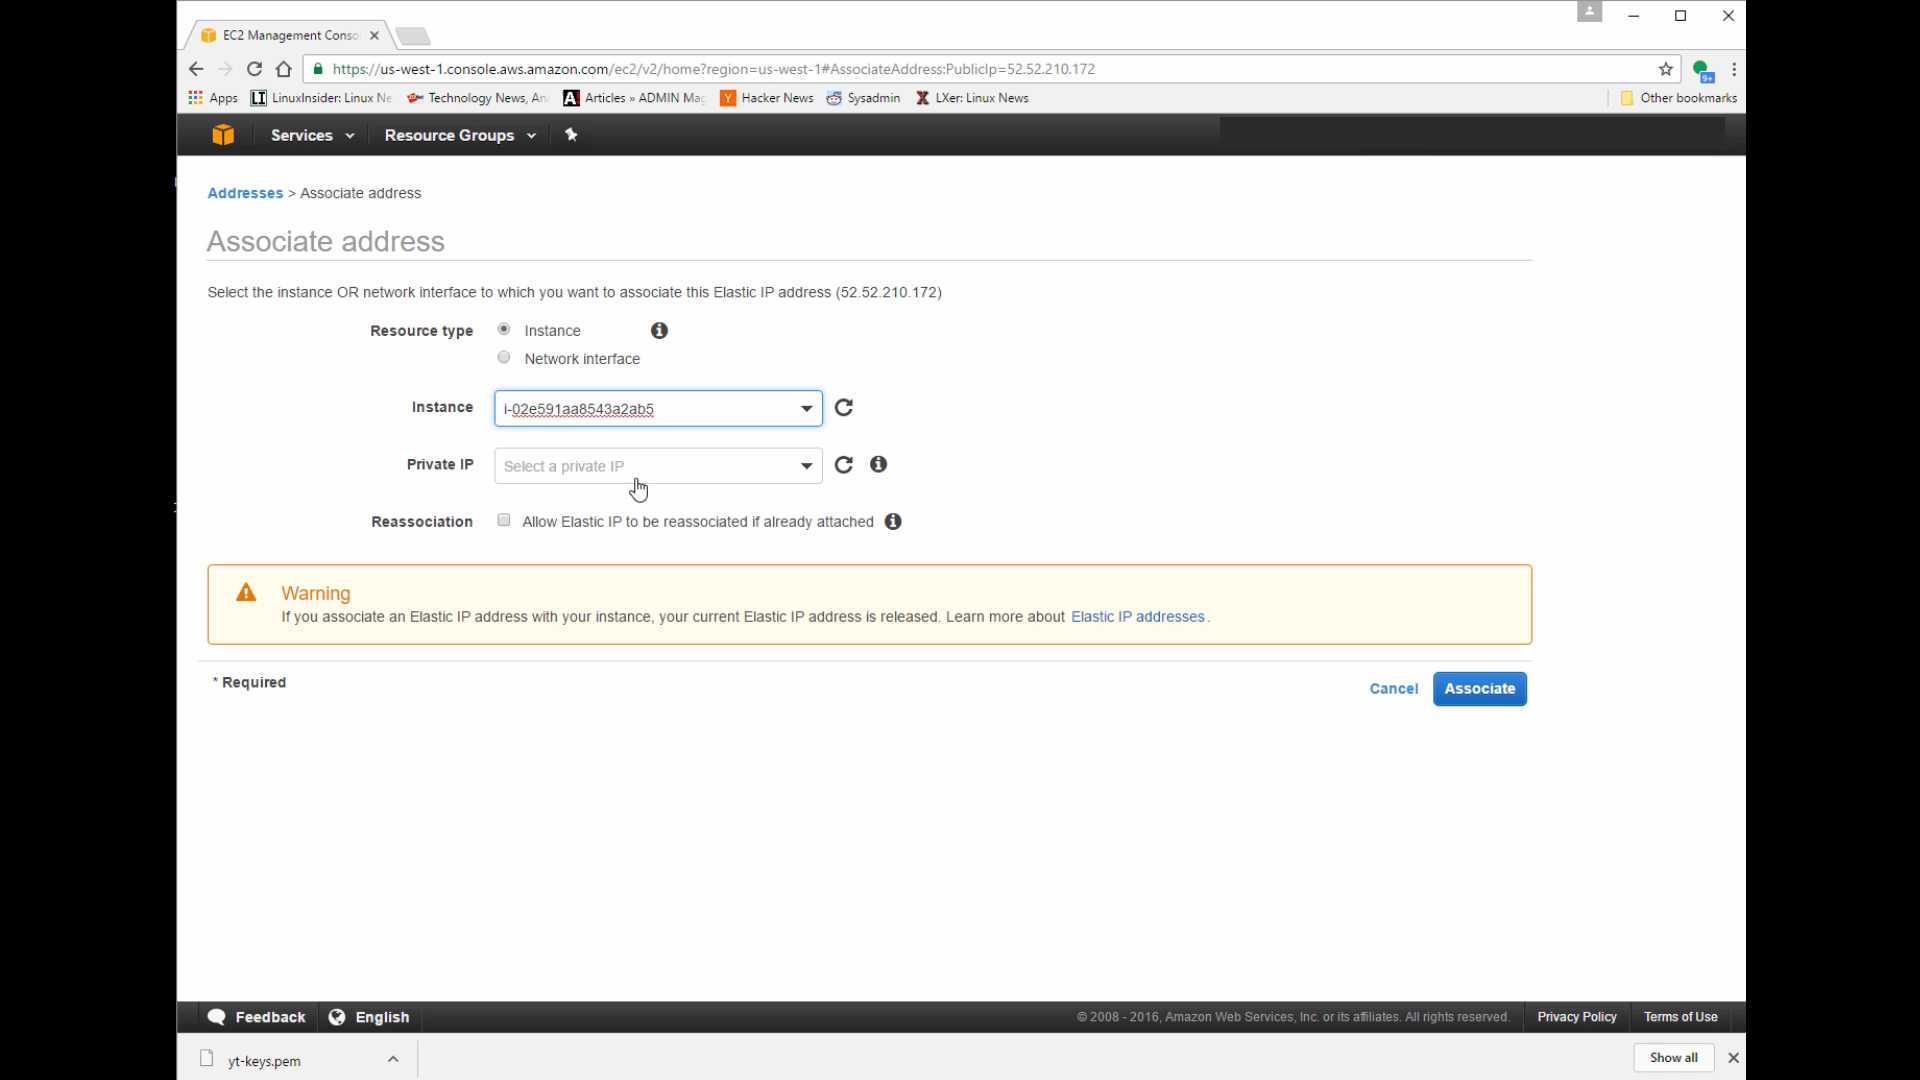 EC2 Management Conso
https://us-west-1.console.aws.amazon.com/ec2/v2/home?region=us-west-1#AssociateAddress:PublicIp=52.52.210.172
9+
Apps LinuxInsider: Linux Ne Technology News, An Articles » ADMIN Mag Hacker News Sysadmin LXer: Linux News Other bookmarks
Services Resource Groups
Addresses > Associate address
Associate address
Select the instance OR network interface to which you want to associate this Elastic IP address (52.52.210.172)
Resource type Instance
Network interface
Instance i-02e591aa8543a2ab5
Private IP Select a private IP
Reassociation Allow Elastic IP to be reassociated if already attached
Warning
If you associate an Elastic IP address with your instance, your current Elastic IP address is released. Learn more about Elastic IP addresses.
* Required
Cancel Associate
Feedback English © 2008 - 2016, Amazon Web Services, Inc. or its affiliates. All rights reserved. Privacy Policy Terms of Use
yt-keys.pem Show all